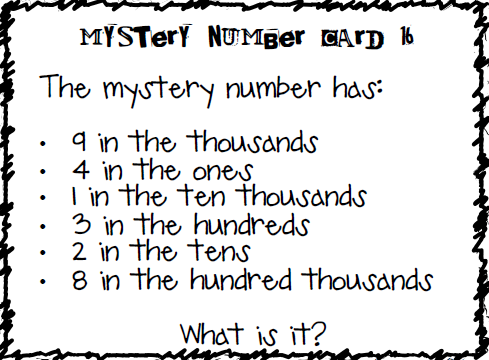 Mystery Number Card 16
The mystery number has:
• 9 in the thousands
• 4 in the ones
• 1 in the ten thousands
• 3 in the hundreds
• 2 in the tens
• 8 in the hundred thousands
What is it?